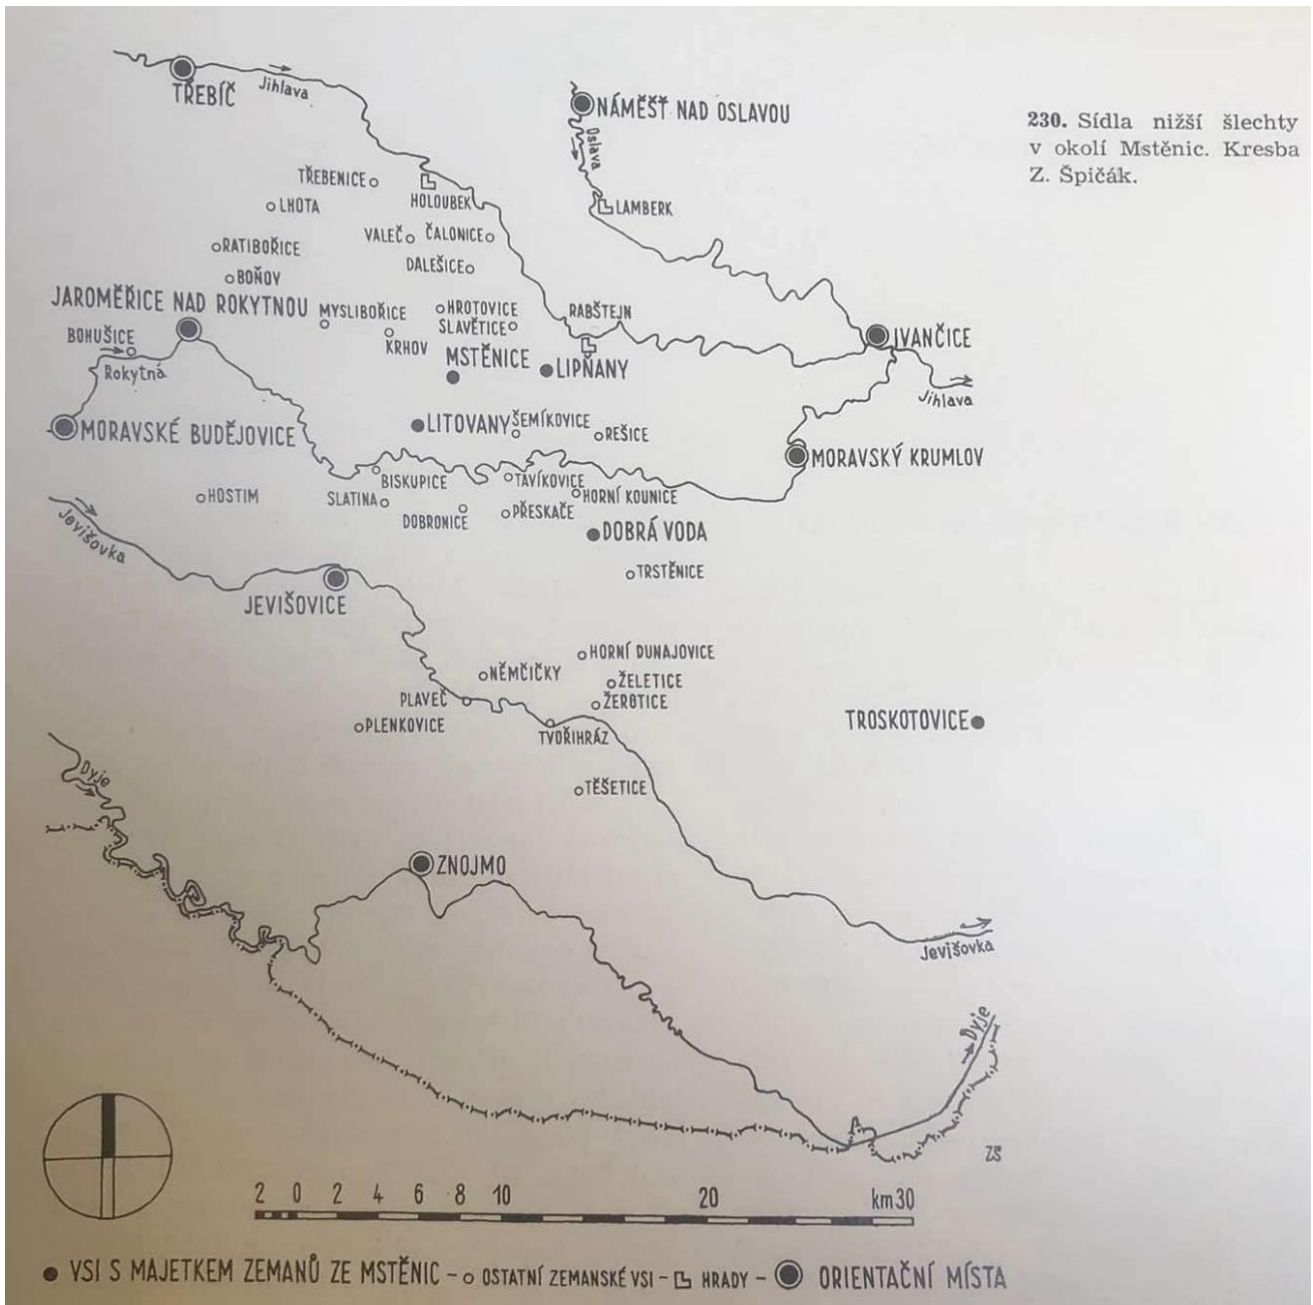 230. Sídla nižší šlechty
v okolí Mstěnic. Kresba
Z. Špičák.
TŘEBÍČ
Jihlava
NÁMĚŠŤ NAD OSLAVOU
Oslava
TŘEBENICE
HOLOUBEK
LAMBERK
LHOTA
VALEČ
ČALONICE
RATIBOŘICE
DALEŠICE
BOŇOV
JAROMĚŘICE NAD ROKYTNOU
MYSLIBOŘICE
HROTOVICE
RABŠTEJN
SLAVĚTICE
BOHUŠICE
KRHOV
IVANČICE
MSTĚNICE
LIPŇANY
Rokytná
Jihlava
MORAVSKÉ BUDĚJOVICE
LITOVANY
ŠEMÍKOVICE
REŠICE
MORAVSKÝ KRUMLOV
BISKUPICE
TAVÍKOVICE
HOSTIM
SLATINA
HORNÍ KOUNICE
DOBRONICE
PŘESKAČE
Jevišovka
DOBRÁ VODA
TRSTĚNICE
JEVIŠOVICE
HORNÍ DUNAJOVICE
NĚMČIČKY
ŽELETICE
PLAVEČ
ŽEROTICE
PLENKOVICE
TVOŘIHRÁZ
TROSKOTOVICE
Dyje
TĚŠETICE
ZNOJMO
Jevišovka
Dyje
ZŠ
2 0 2 4 6 8 10 20 km 30
VSI S MAJETKEM ZEMANŮ ZE MSTĚNIC – OSTATNÍ ZEMANSKÉ VSI – HRADY – ORIENTAČNÍ MÍSTA